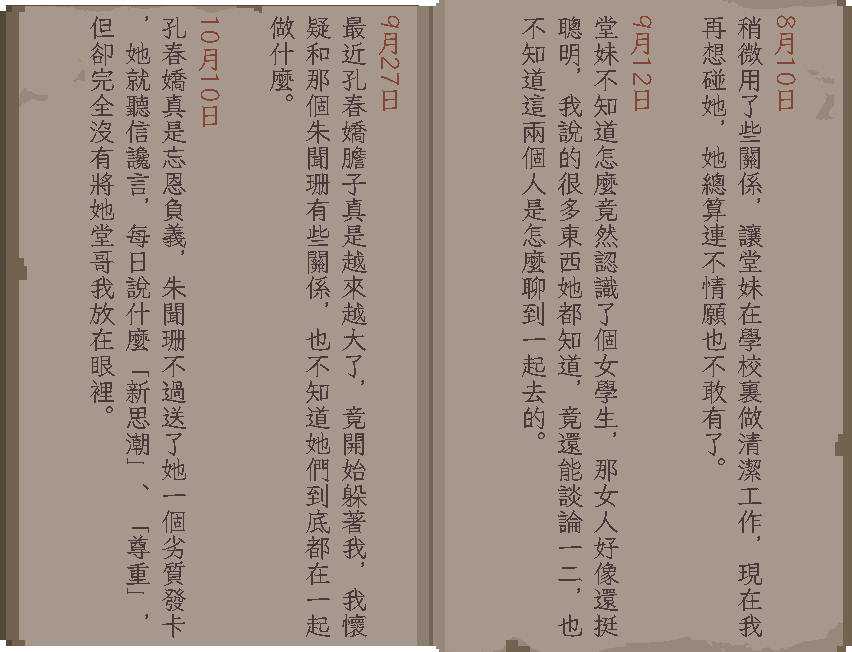 8月10日
稍微用了些關係，讓堂妹在學校裏做清潔工作，現在我
再想碰她，她總算連不情願也不敢有了。
9月12日
堂妹不知道怎麼竟然認識了個女學生，那女人好像還挺
聰明，我說的很多東西她都知道，竟還能談論一二，也
不知道這兩個人是怎麼聊到一起去的。
9月27日
最近孔春嬌膽子真是越來越大了，竟開始躲著我，我懷
疑和那個朱聞珊有些關係，也不知道她們到底都在一起
做什麼。
10月10日
孔春嬌真是忘恩負義，朱聞珊不過送了她一個劣質發卡
，她就聽信讒言，每日說什麼「新思潮」、「尊重」，
但卻完全沒有將她堂哥我放在眼裡。